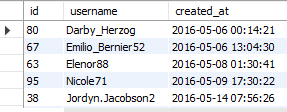 id username created_at
80 Darby_Herzog 2016-05-06 00:14:21
67 Emilio_Bernier52 2016-05-06 13:04:30
63 Elenor88 2016-05-08 01:30:41
95 Nicole71 2016-05-09 17:30:22
38 Jordyn.Jacobson2 2016-05-14 07:56:26